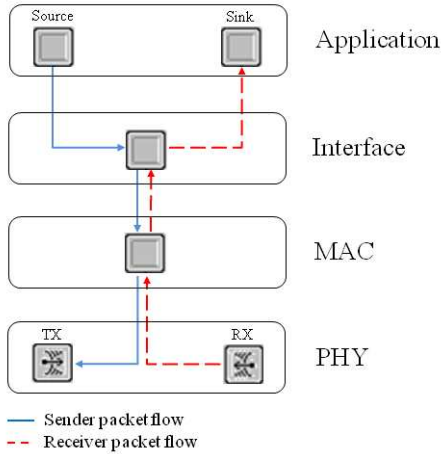 Source
Sink
Application
Interface
MAC
TX
RX
PHY
Sender packet flow
Receiver packet flow